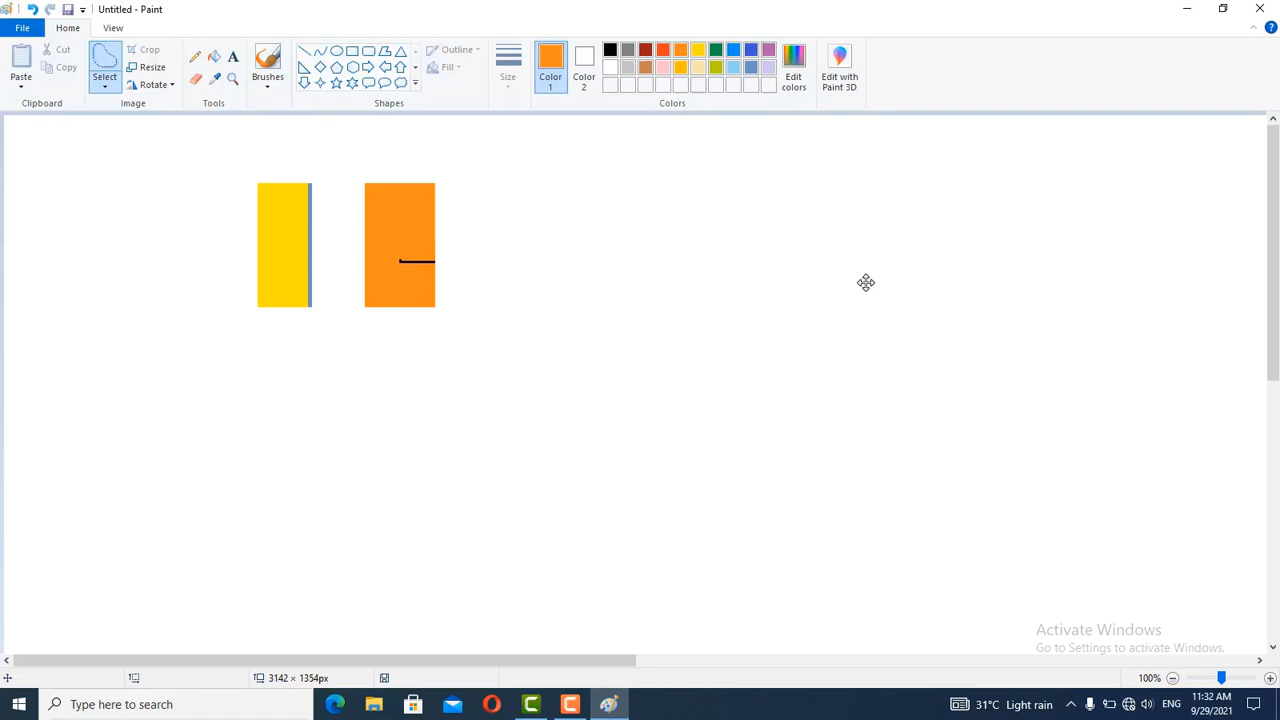 Untitled - Paint
File
Home
View
Paste
Cut
Copy
Clipboard
Select
Crop
Resize
Rotate
Image
Tools
Brushes
Shapes
Outline
Fill
Size
Color
1
Color
2
Colors
Edit
colors
Edit with
Paint 3D
Activate Windows
Go to Settings to activate Windows.
3142 × 1354px
100%
Type here to search
31°C Light rain
ENG
11:32 AM
9/29/2021